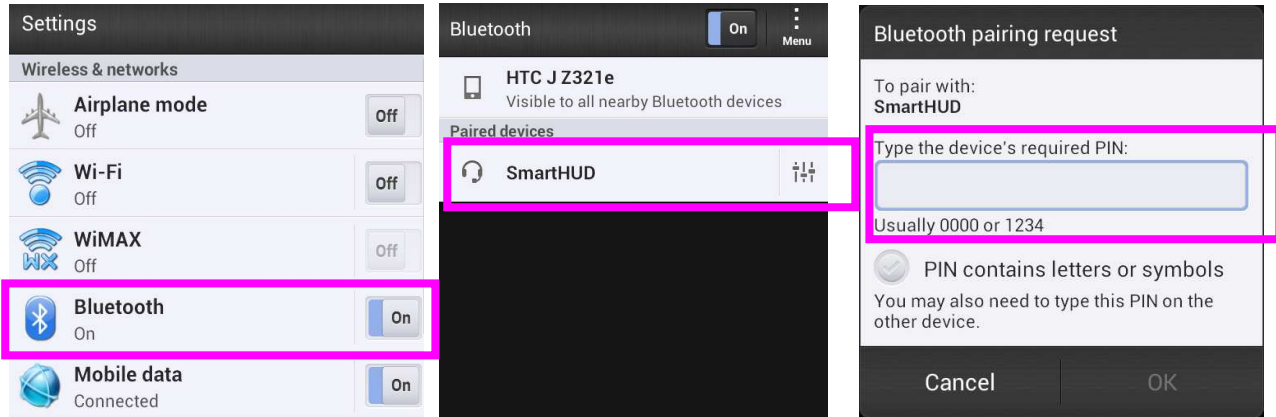 Settings
Wireless & networks
Airplane mode
Off
Off
Wi-Fi
Off
Off
WiMAX
Off
Off
Bluetooth
On
On
Mobile data
Connected
On
Bluetooth
On
Menu
HTC J Z321e
Visible to all nearby Bluetooth devices
Paired devices
SmartHUD
Bluetooth pairing request
To pair with:
SmartHUD
Type the device's required PIN:
Usually 0000 or 1234
PIN contains letters or symbols
You may also need to type this PIN on the
other device.
Cancel
OK